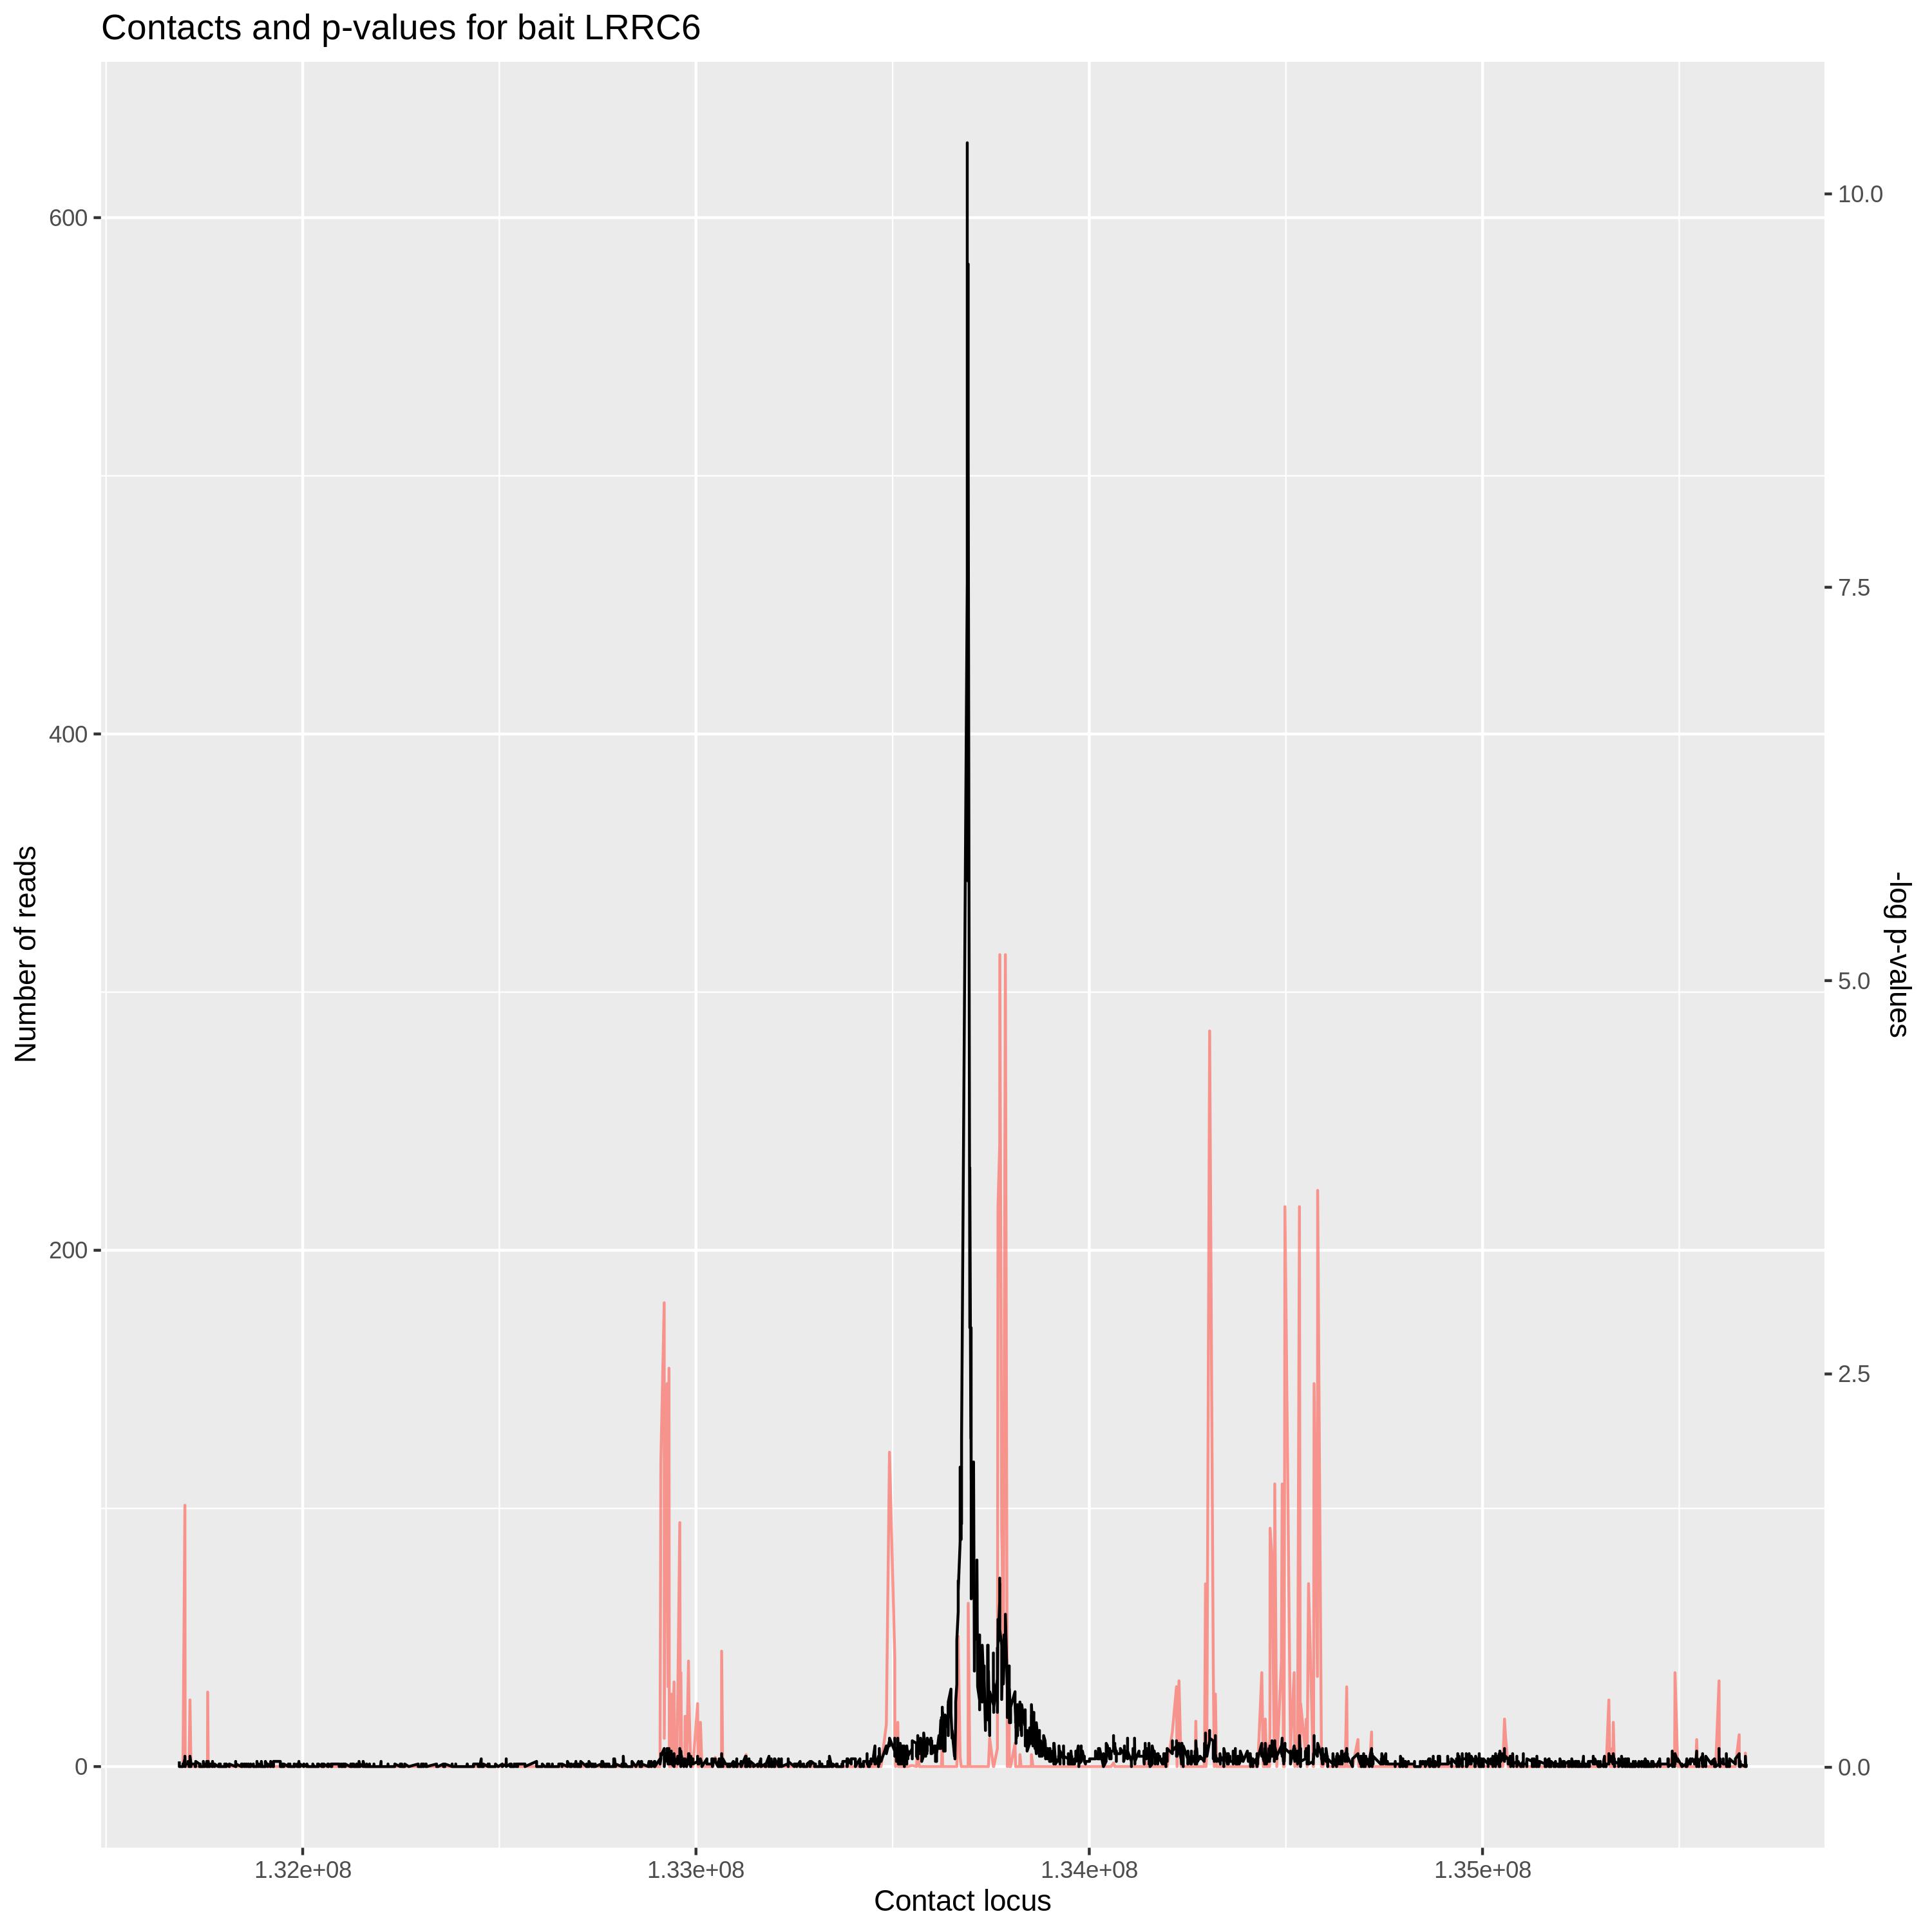 Contacts and p-values for bait LRRC6
600
400
200
0
Number of reads
10.0
7.5
5.0
2.5
0.0
-log p-values
1.32e+08
1.33e+08
1.34e+08
1.35e+08
Contact locus